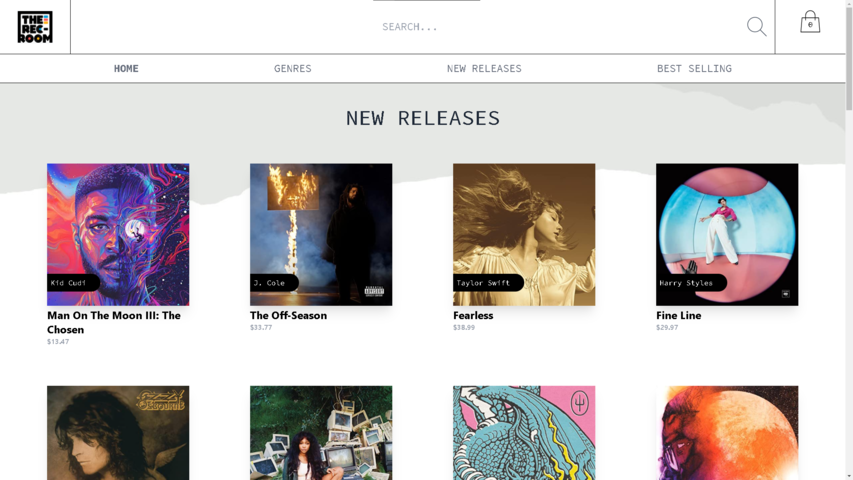 THE
REC-
ROOM
SEARCH...
0
HOME
GENRES
NEW RELEASES
BEST SELLING
NEW RELEASES
Kid Cudi
J. Cole
PARENTAL
ADVISORY
Taylor Swift
Harry Styles
Man On The Moon III: The
Chosen
$13.47
The Off-Season
$33.77
Fearless
$38.99
Fine Line
$29.97